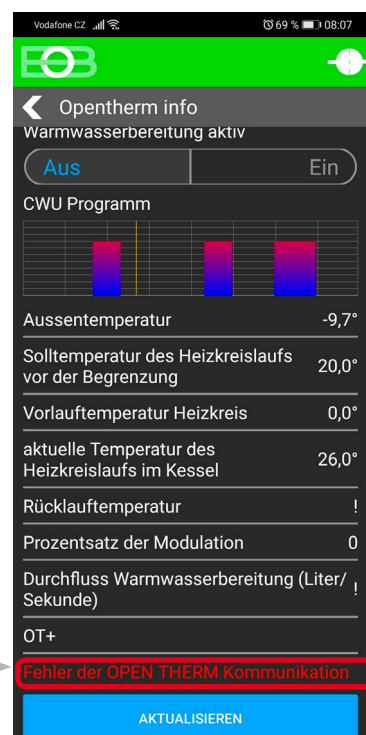 Vodafone CZ 69 % 08:07
EOB
Opentherm info
Warmwasserbereitung aktiv
Aus Ein
CWU Programm
Aussentemperatur -9,7°
Solltemperatur des Heizkreislaufs
vor der Begrenzung 20,0°
Vorlauftemperatur Heizkreis 0,0°
aktuelle Temperatur des
Heizkreislaufs im Kessel 26,0°
Rücklauftemperatur !
Prozentsatz der Modulation 0
Durchfluss Warmwasserbereitung (Liter/
Sekunde) !
OT+
Fehler der OPEN THERM Kommunikation
AKTUALISIEREN